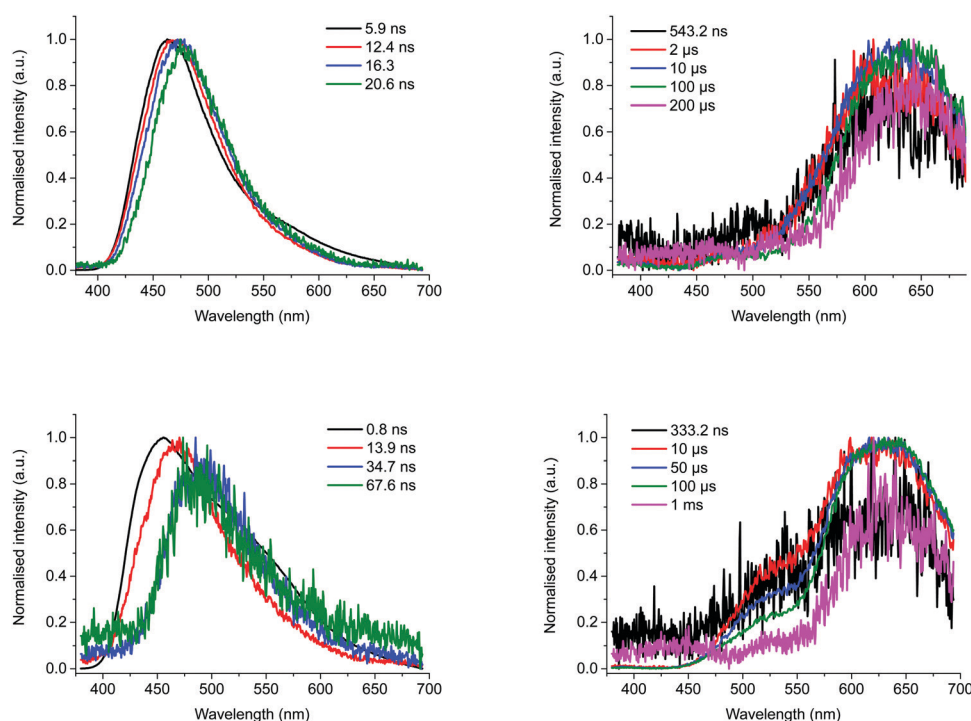 5.9 ns
12.4 ns
16.3
20.6 ns
1.0
0.8
0.6
0.4
0.2
0.0
Normalised intensity (a.u.)
400 450 500 550 600 650 700
Wavelength (nm)
543.2 ns
2 µs
10 µs
100 µs
200 µs
1.0
0.8
0.6
0.4
0.2
0.0
Normalised intensity (a.u.)
400 450 500 550 600 650
Wavelength (nm)
0.8 ns
13.9 ns
34.7 ns
67.6 ns
1.0
0.8
0.6
0.4
0.2
0.0
Normalised intensity (a.u.)
400 450 500 550 600 650 700
Wavelength (nm)
333.2 ns
10 µs
50 µs
100 µs
1 ms
1.0
0.8
0.6
0.4
0.2
0.0
Normalised intensity (a.u.)
400 450 500 550 600 650 700
Wavelength (nm)